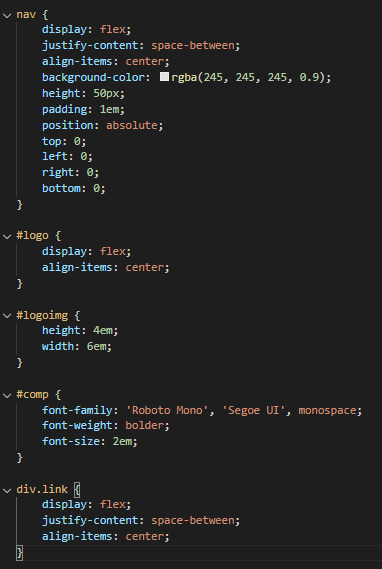 nav {
    display: flex;
    justify-content: space-between;
    align-items: center;
    background-color: rgba(245, 245, 245, 0.9);
    height: 50px;
    padding: 1em;
    position: absolute;
    top: 0;
    left: 0;
    right: 0;
    bottom: 0;
}

#logo {
    display: flex;
    align-items: center;
}

#logoimg {
    height: 4em;
    width: 6em;
}

#comp {
    font-family: 'Roboto Mono', 'Segoe UI', monospace;
    font-weight: bolder;
    font-size: 2em;
}

div.link {
    display: flex;
    justify-content: space-between;
    align-items: center;
}